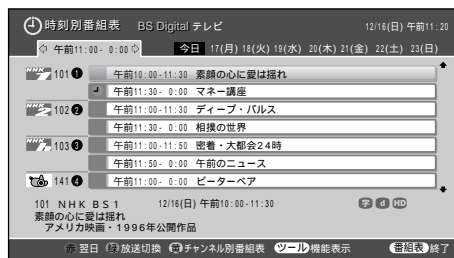 時刻別番組表 BS Digital テレビ 12/16(日) 午前11:20
午前11:00- 0:00 今日 17(月) 18(火) 19(水) 20(木) 21(金) 22(土) 23(日)
NHK 1 101 1 午前10:00-11:30 素顔の心に愛は揺れ
午前11:30- 0:00 マネー講座
NHK 2 102 2 午前11:00-11:30 ディープ・パルス
午前11:30- 0:00 相撲の世界
NHK h 103 3 午前11:00-11:50 密着・大都会24時
午前11:50- 0:00 午前のニュース
141 4 午前11:00- 0:00 ピーターベア
101 NHK BS1 12/16(日) 午前10:00-11:30 字 d HD
素顔の心に愛は揺れ
アメリカ映画・1996年公開作品
赤 翌日 緑 放送切換 黄 チャンネル別番組表 ツール 機能表示 番組表 終了